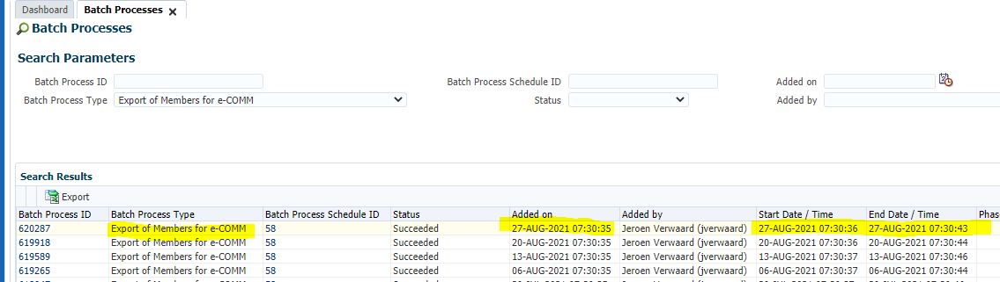 Dashboard Batch Processes
Batch Processes
Search Parameters
Batch Process ID Batch Process Schedule ID Added on
Batch Process Type Export of Members for e-COMM Status Added by
Search Results
Export
Batch Process ID Batch Process Type Batch Process Schedule ID Status Added on Added by Start Date / Time End Date / Time Phas
620287 Export of Members for e-COMM 58 Succeeded 27-AUG-2021 07:30:35 Jeroen Verwaard (jverwaard) 27-AUG-2021 07:30:36 27-AUG-2021 07:30:43
619918 Export of Members for e-COMM 58 Succeeded 20-AUG-2021 07:30:35 Jeroen Verwaard (jverwaard) 20-AUG-2021 07:30:36 20-AUG-2021 07:30:44
619589 Export of Members for e-COMM 58 Succeeded 13-AUG-2021 07:30:35 Jeroen Verwaard (jverwaard) 13-AUG-2021 07:30:37 13-AUG-2021 07:30:46
619265 Export of Members for e-COMM 58 Succeeded 06-AUG-2021 07:30:35 Jeroen Verwaard (jverwaard) 06-AUG-2021 07:30:37 06-AUG-2021 07:30:44